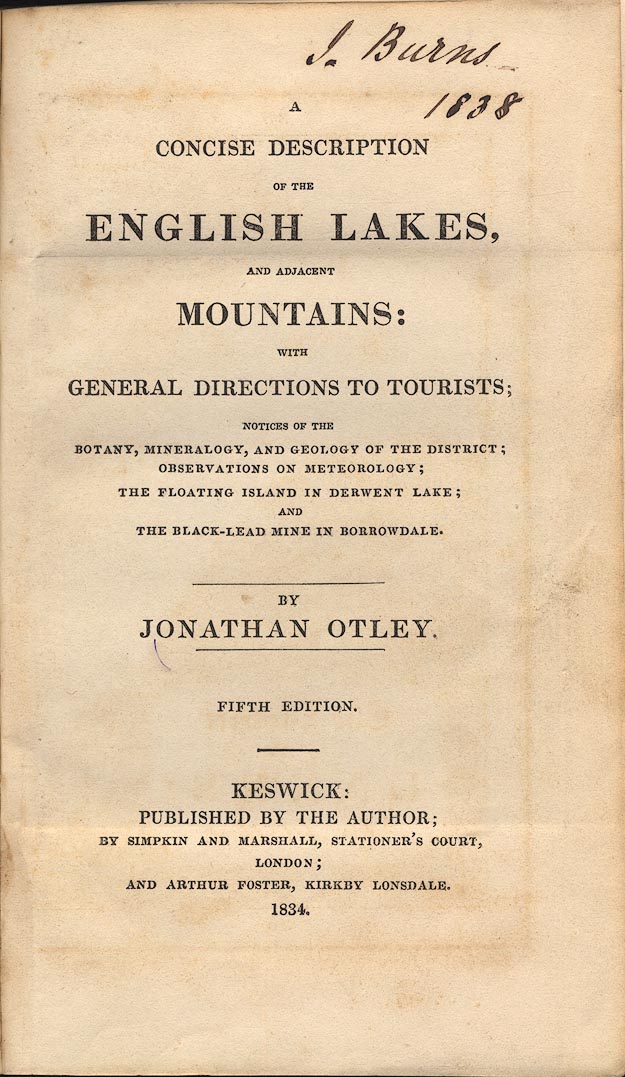 J. Burns
1838
A
CONCISE DESCRIPTION
OF THE
ENGLISH LAKES,
AND ADJACENT
MOUNTAINS:
WITH
GENERAL DIRECTIONS TO TOURISTS;
NOTICES OF THE
BOTANY, MINERALOGY, AND GEOLOGY OF THE DISTRICT;
OBSERVATIONS ON METEOROLOGY;
THE FLOATING ISLAND IN DERWENT LAKE;
AND
THE BLACK-LEAD MINE IN BORROWDALE.
BY
JONATHAN OTLEY.
FIFTH EDITION.
KESWICK:
PUBLISHED BY THE AUTHOR;
BY SIMPKIN AND MARSHALL, STATIONER'S COURT,
LONDON;
AND ARTHUR FOSTER, KIRKBY LONSDALE.
1834.